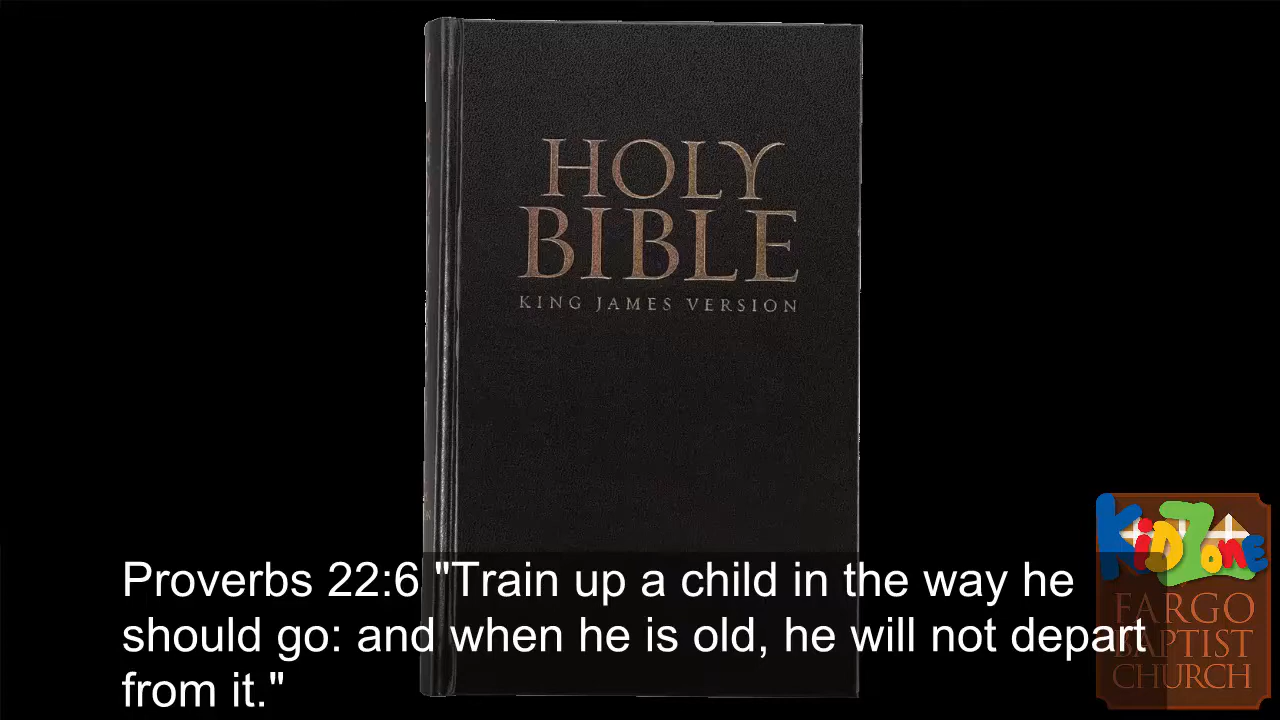 HOLY
BIBLE
KING JAMES VERSION
Proverbs 22:6 "Train up a child in the way he
should go: and when he is old, he will not depart
from it."
KidZone
FARGO
BAPTIST
CHURCH